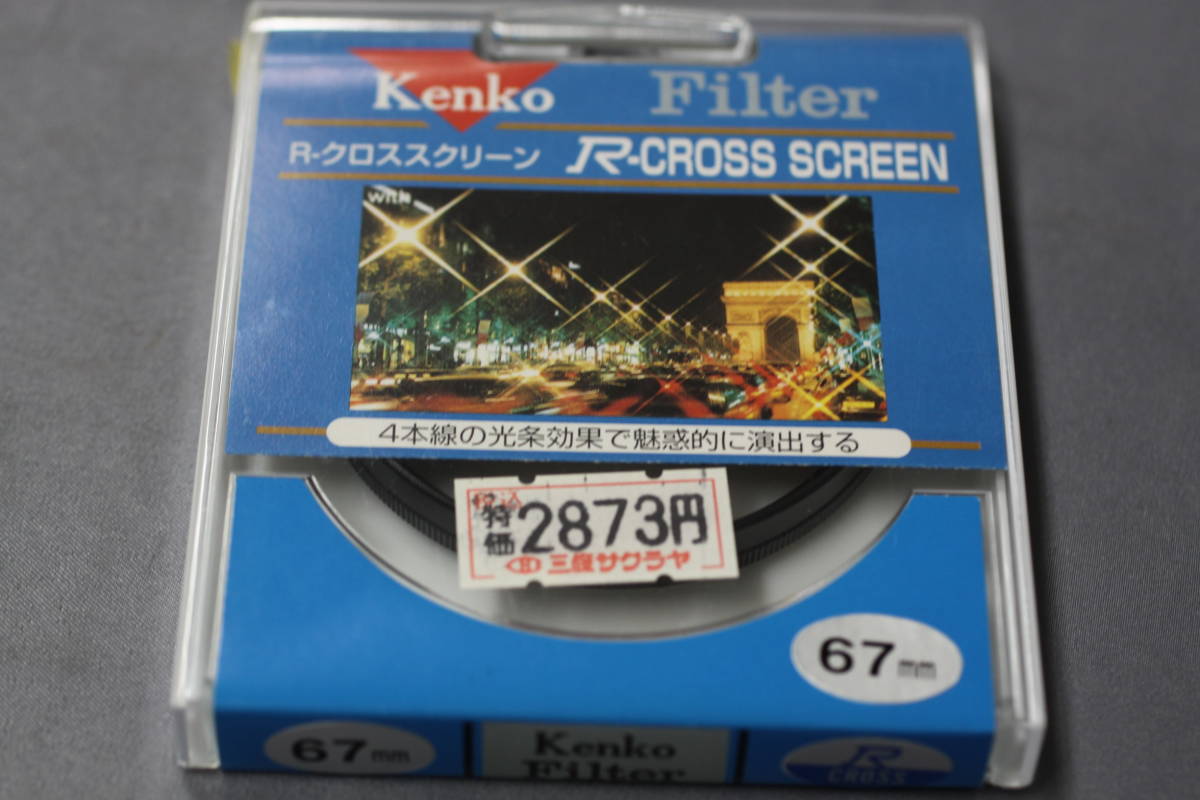 Kenko Filter
R-クロススクリーン R-CROSS SCREEN
with
4本線の光条効果で魅惑的に演出する
税込
特価 2873円
サクラヤ
67mm
67mm
Kenko
Filter
R
CROSS